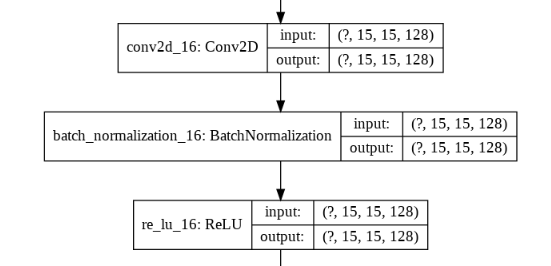 conv2d_16: Conv2D
input: (?, 15, 15, 128)
output: (?, 15, 15, 128)
batch_normalization_16: BatchNormalization
input: (?, 15, 15, 128)
output: (?, 15, 15, 128)
re_lu_16: ReLU
input: (?, 15, 15, 128)
output: (?, 15, 15, 128)